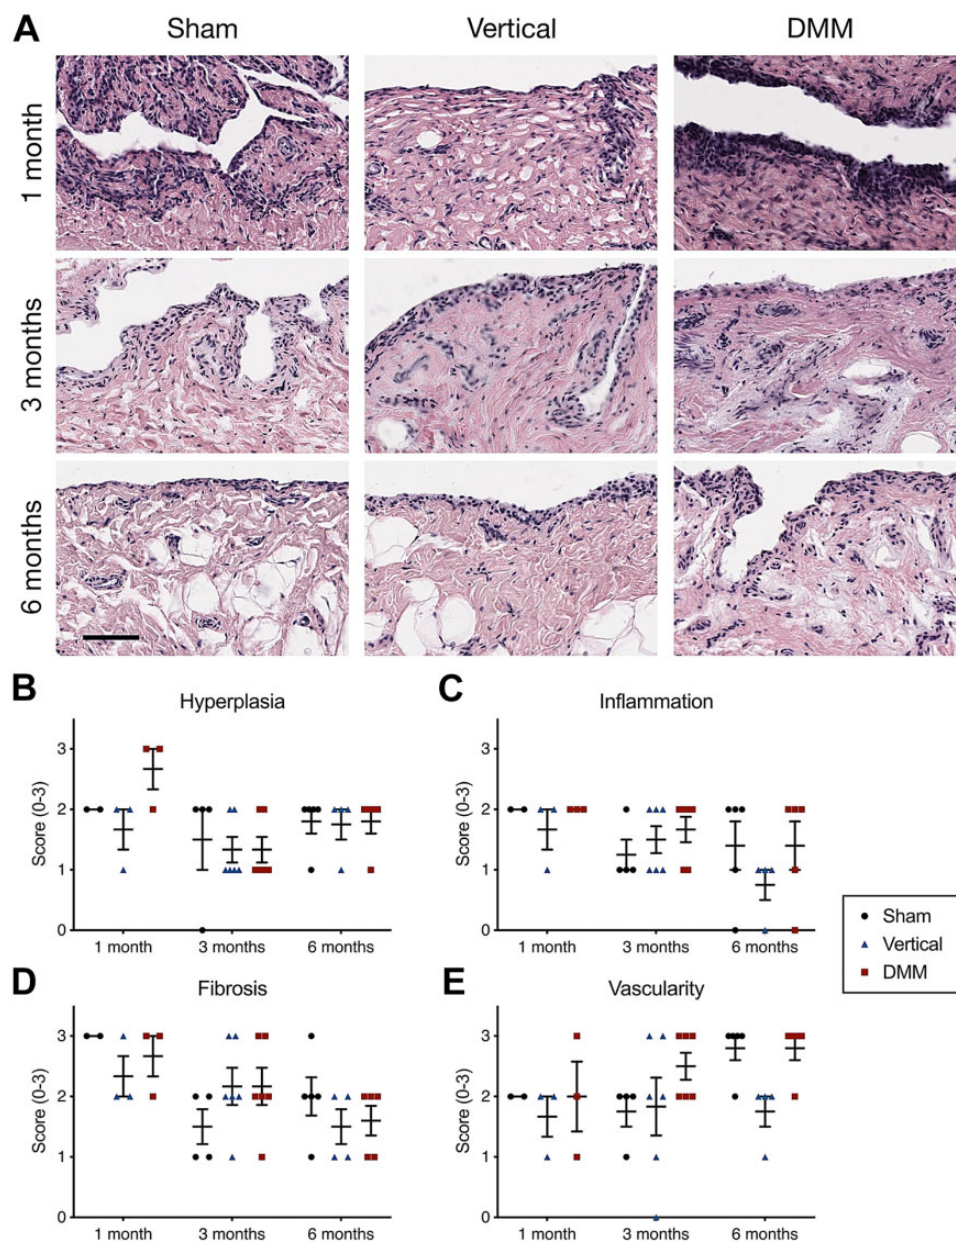 A
Sham Vertical DMM
1 month
3 months
6 months
B
Hyperplasia
Score (0-3)
3
2
1
0
1 month 3 months 6 months
C
Inflammation
Score (0-3)
3
2
1
0
1 month 3 months 6 months
Sham
Vertical
DMM
D
Fibrosis
Score (0-3)
3
2
1
0
1 month 3 months 6 months
E
Vascularity
Score (0-3)
3
2
1
0
1 month 3 months 6 months